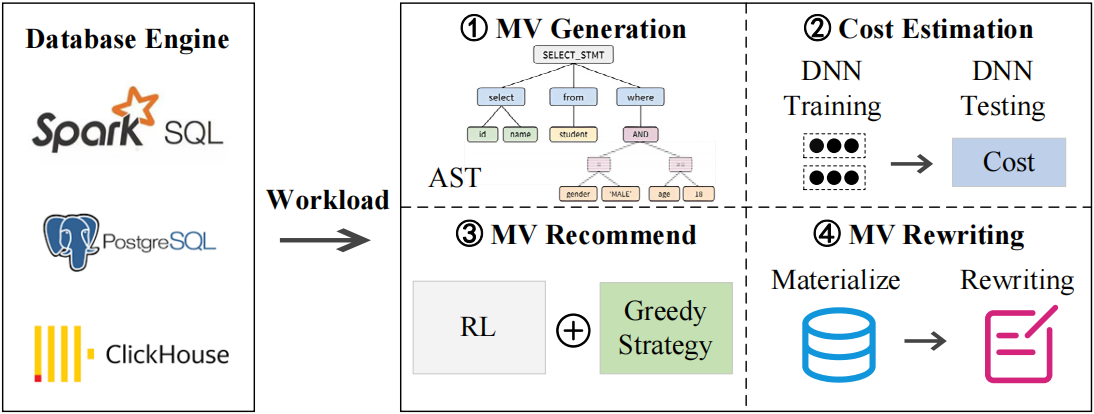 Database Engine
Spark SQL
PostgreSQL
ClickHouse
Workload
① MV Generation
SELECT_STMT
select from where
id name student AND
= ==
gender "MALE" age 18
AST
② Cost Estimation
DNN DNN
Training Testing
Cost
③ MV Recommend
RL
Greedy
Strategy
④ MV Rewriting
Materialize Rewriting